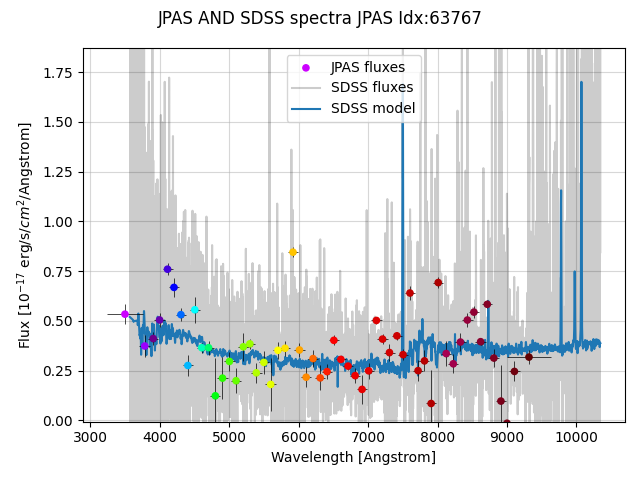 JPAS AND SDSS spectra JPAS Idx:63767
JPAS fluxes
SDSS fluxes
SDSS model
1.75
1.50
1.25
1.00
0.75
0.50
0.25
0.00
Flux [10⁻¹⁷ erg/s/cm²/Angstrom]
3000 4000 5000 6000 7000 8000 9000 10000
Wavelength [Angstrom]